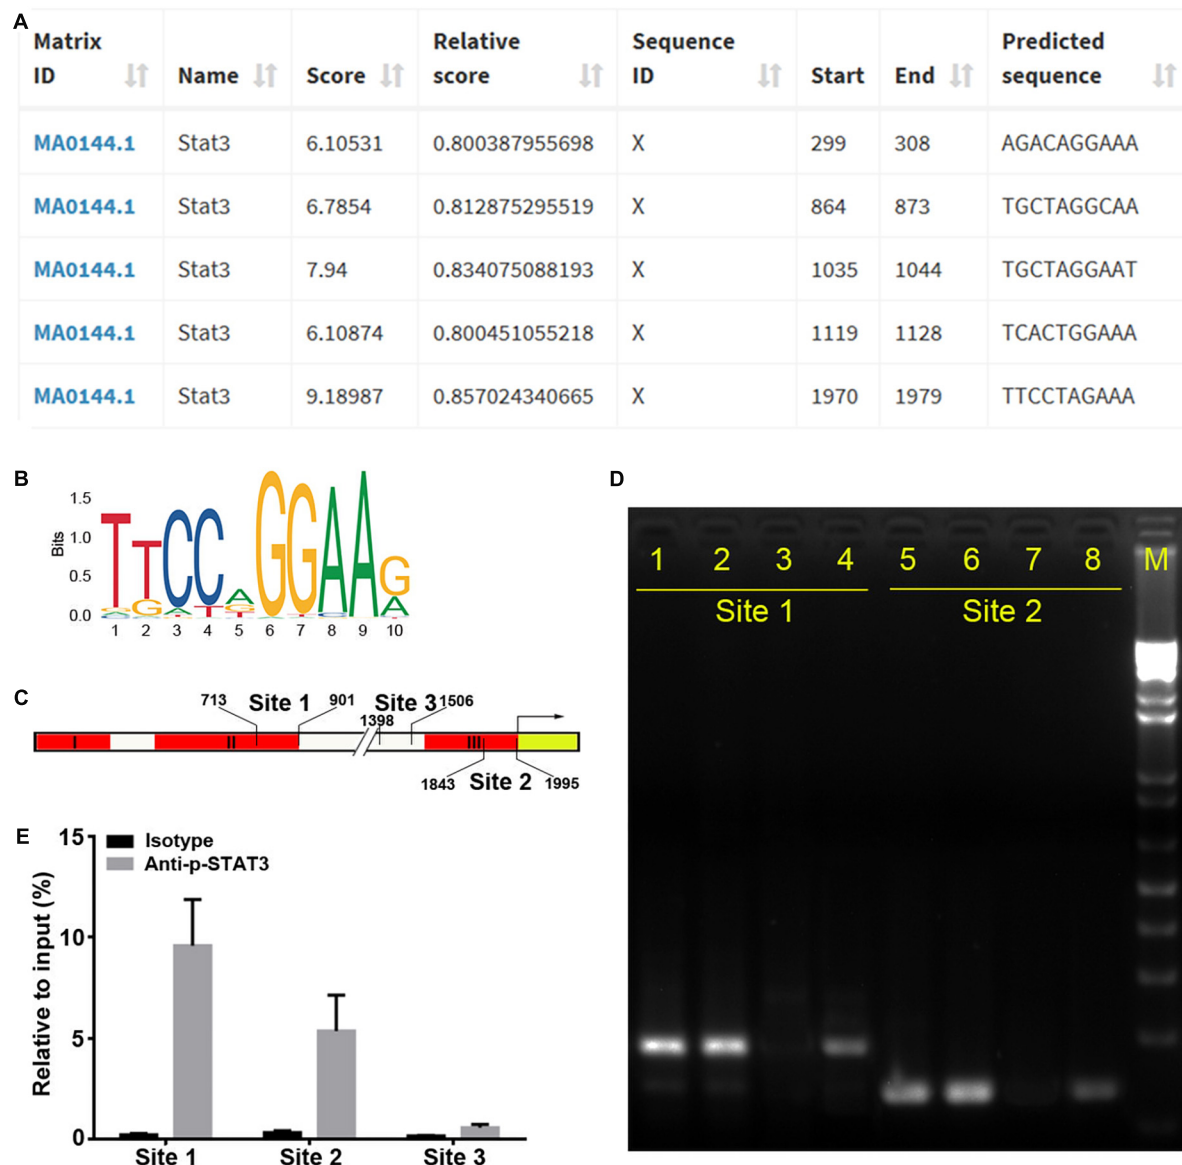 A
Matrix ID Name Score Relative score Sequence ID Start End Predicted sequence
MA0144.1 Stat3 6.10531 0.800387955698 X 299 308 AGACAGGAAA
MA0144.1 Stat3 6.7854 0.812875295519 X 864 873 TGCTAGGCAA
MA0144.1 Stat3 7.94 0.834075088193 X 1035 1044 TGCTAGGAAT
MA0144.1 Stat3 6.10874 0.800451055218 X 1119 1128 TCACTGGAAA
MA0144.1 Stat3 9.18987 0.857024340665 X 1970 1979 TTCCTAGAAA
B
Bits
1.5
1.0
0.5
0.0
TTCCAGGAAG
1 2 3 4 5 6 7 8 9 10
C
713 Site 1 901 Site 3 1506
1398
1843 Site 2 1995
D
1 2 3 4 5 6 7 8 M
Site 1 Site 2
E
Relative to input (%)
15
10
5
0
Isotype
Anti-p-STAT3
Site 1 Site 2 Site 3